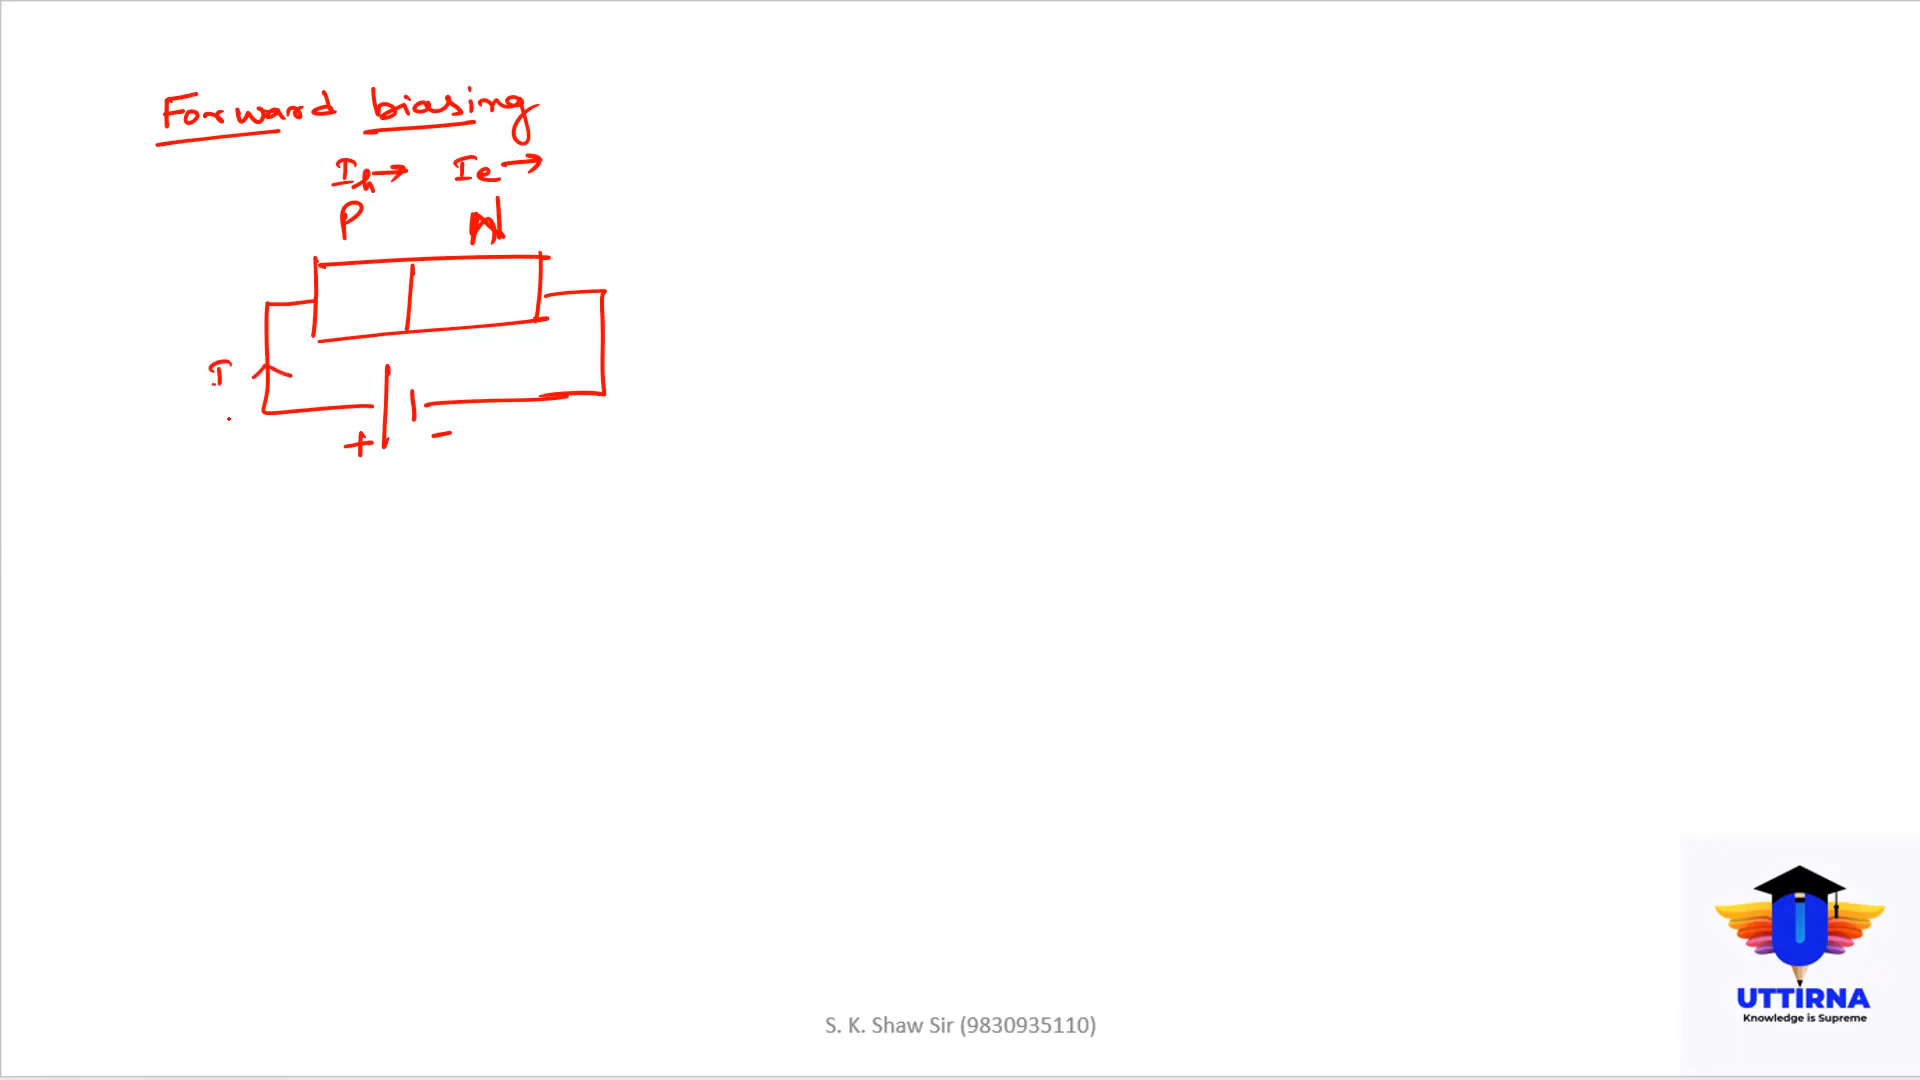 Forward biasing
Ih → Ie →
P N
I
+ -
UTTIRNA
Knowledge is Supreme
S. K. Shaw Sir (9830935110)